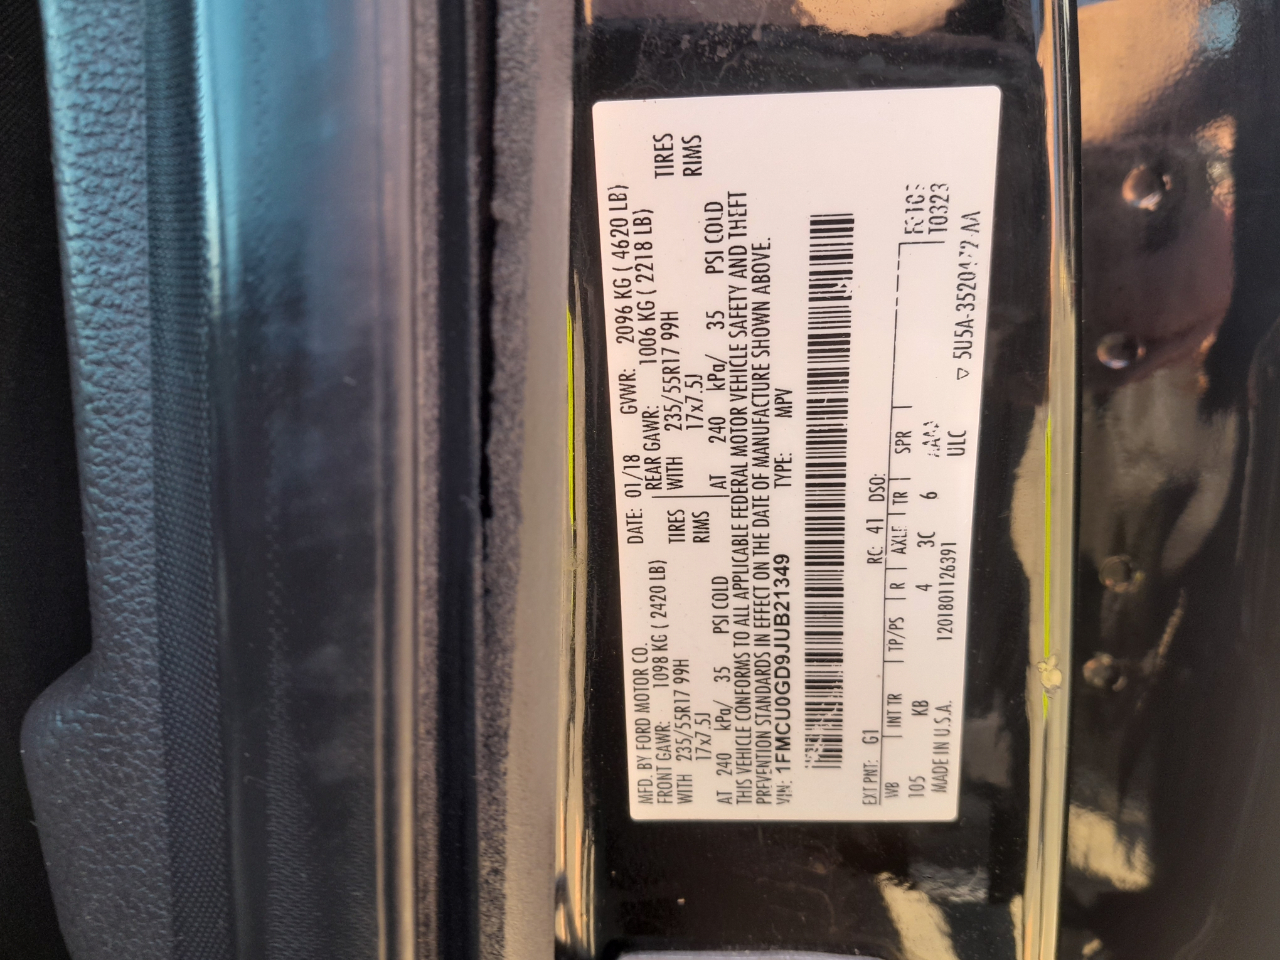 MFD. BY FORD MOTOR CO.
DATE: 01/18 GVWR: 2096 KG ( 4620 LB)
FRONT GAWR: 1098 KG ( 2420 LB)
REAR GAWR: 1006 KG ( 2218 LB)
WITH 235/55R17 99H TIRES
WITH 235/55R17 99H TIRES
17x7.5J RIMS
17x7.5J RIMS
AT 240 kPa/ 35 PSI COLD
AT 240 kPa/ 35 PSI COLD
THIS VEHICLE CONFORMS TO ALL APPLICABLE FEDERAL MOTOR VEHICLE SAFETY AND THEFT
PREVENTION STANDARDS IN EFFECT ON THE DATE OF MANUFACTURE SHOWN ABOVE.
VIN: 1FMCU0GD9JUB21349 TYPE: MPV
EXT PNT: G1 RC: 41 DSO:
WB INT TR TP/PS R AXLE TR SPR
105 KB 4 3C 6
T0323
MADE IN U.S.A. 1201801126391 ULC
▽ 5U5A-3520472-AA